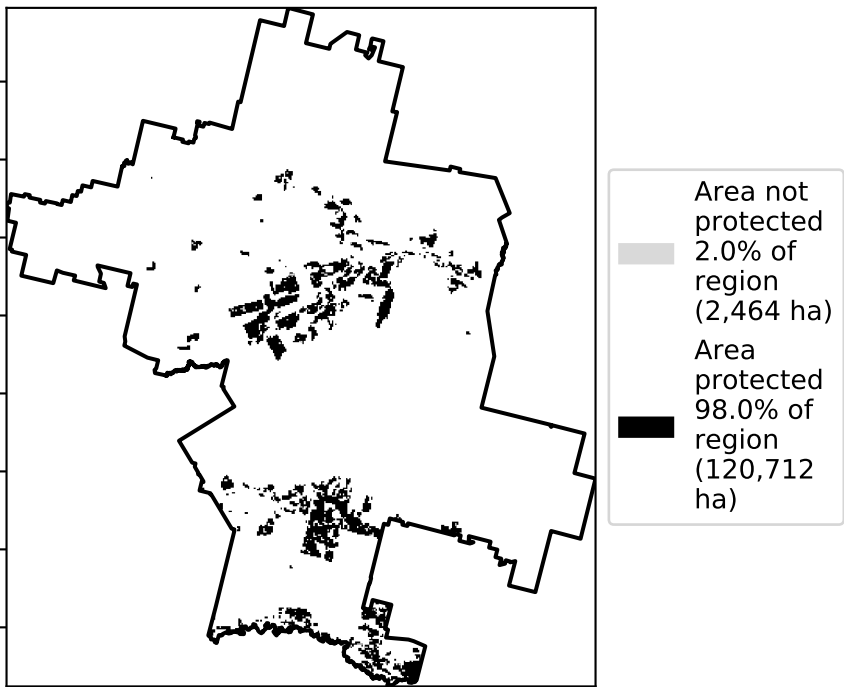 Area not
protected
2.0% of
region
(2,464 ha)
Area
protected
98.0% of
region
(120,712
ha)